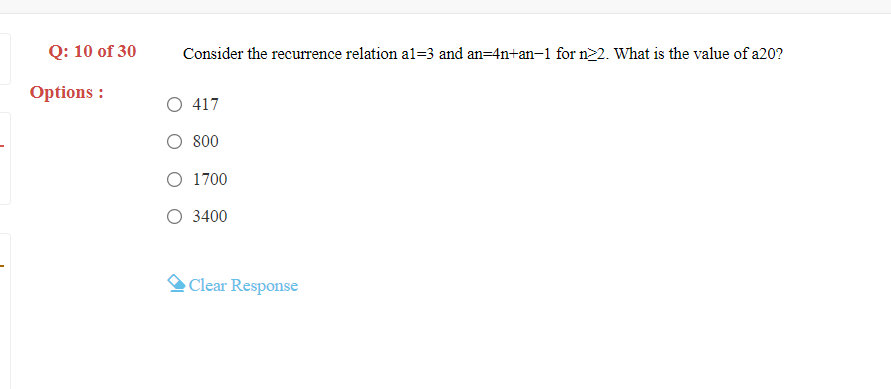 Q: 10 of 30
Consider the recurrence relation a1=3 and an=4n+an−1 for n≥2. What is the value of a20?
Options :
417
800
1700
3400
Clear Response